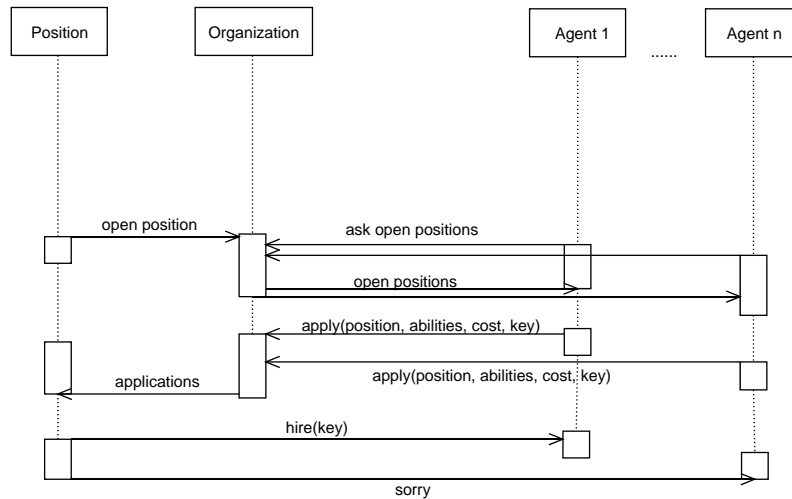 Position
Organization
Agent 1
......
Agent n
open position
ask open positions
open positions
apply(position, abilities, cost, key)
apply(position, abilities, cost, key)
applications
hire(key)
sorry